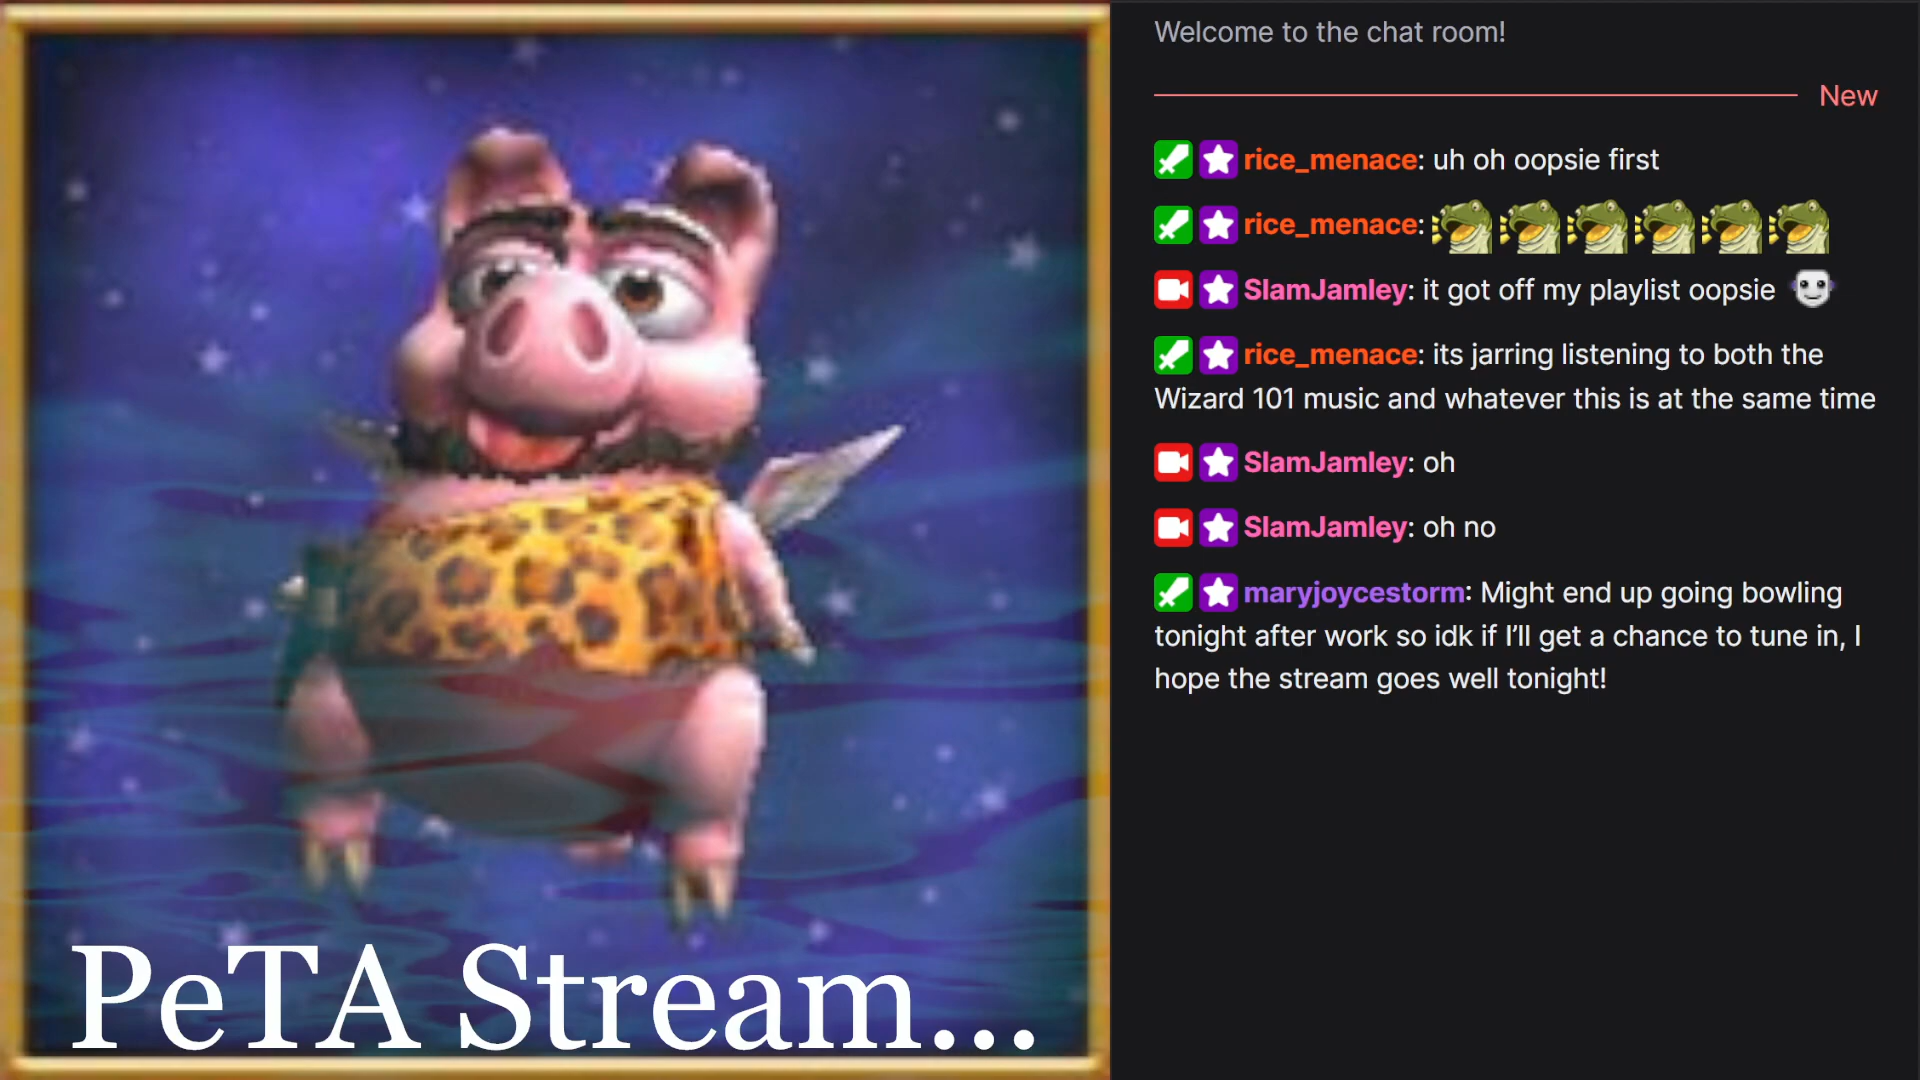 PeTA Stream...
Welcome to the chat room!
New
rice_menace: uh oh oopsie first
rice_menace:
SlamJamley: it got off my playlist oopsie
rice_menace: its jarring listening to both the
Wizard 101 music and whatever this is at the same time
SlamJamley: oh
SlamJamley: oh no
maryjoycestorm: Might end up going bowling
tonight after work so idk if I'll get a chance to tune in, I
hope the stream goes well tonight!